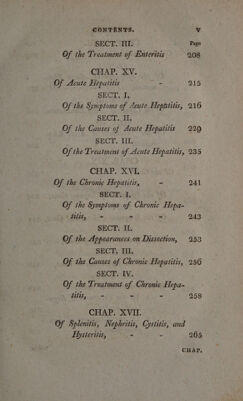 CONTENTS. V
SECT. III. Page
Of the Treatment of Enteritis 208
CHAP. XV.
Of Acute Hepatitis - 215
SECT. I.
Of the Symptoms of Acute Hepatitis, 216
SECT. II.
Of the Causes of Acute Hepatitis 229
SECT. III.
Of the Treatment of Acute Hepatitis, 235
CHAP. XVI.
Of the Chronic Hepatitis, - 241
SECT. I.
Of the Symptoms of Chronic Hepa-
titis, - - - 243
SECT. II.
Of the Appearances on Dissection, 253
SECT. III.
Of the Causes of Chronic Hepatitis, 256
SECT. IV.
Of the Treatment of Chronic Hepa-
titis, - - - 258
CHAP. XVII.
Of Splenitis, Nephritis, Cystitis, and
Hysteritis, - - 265
CHAP.